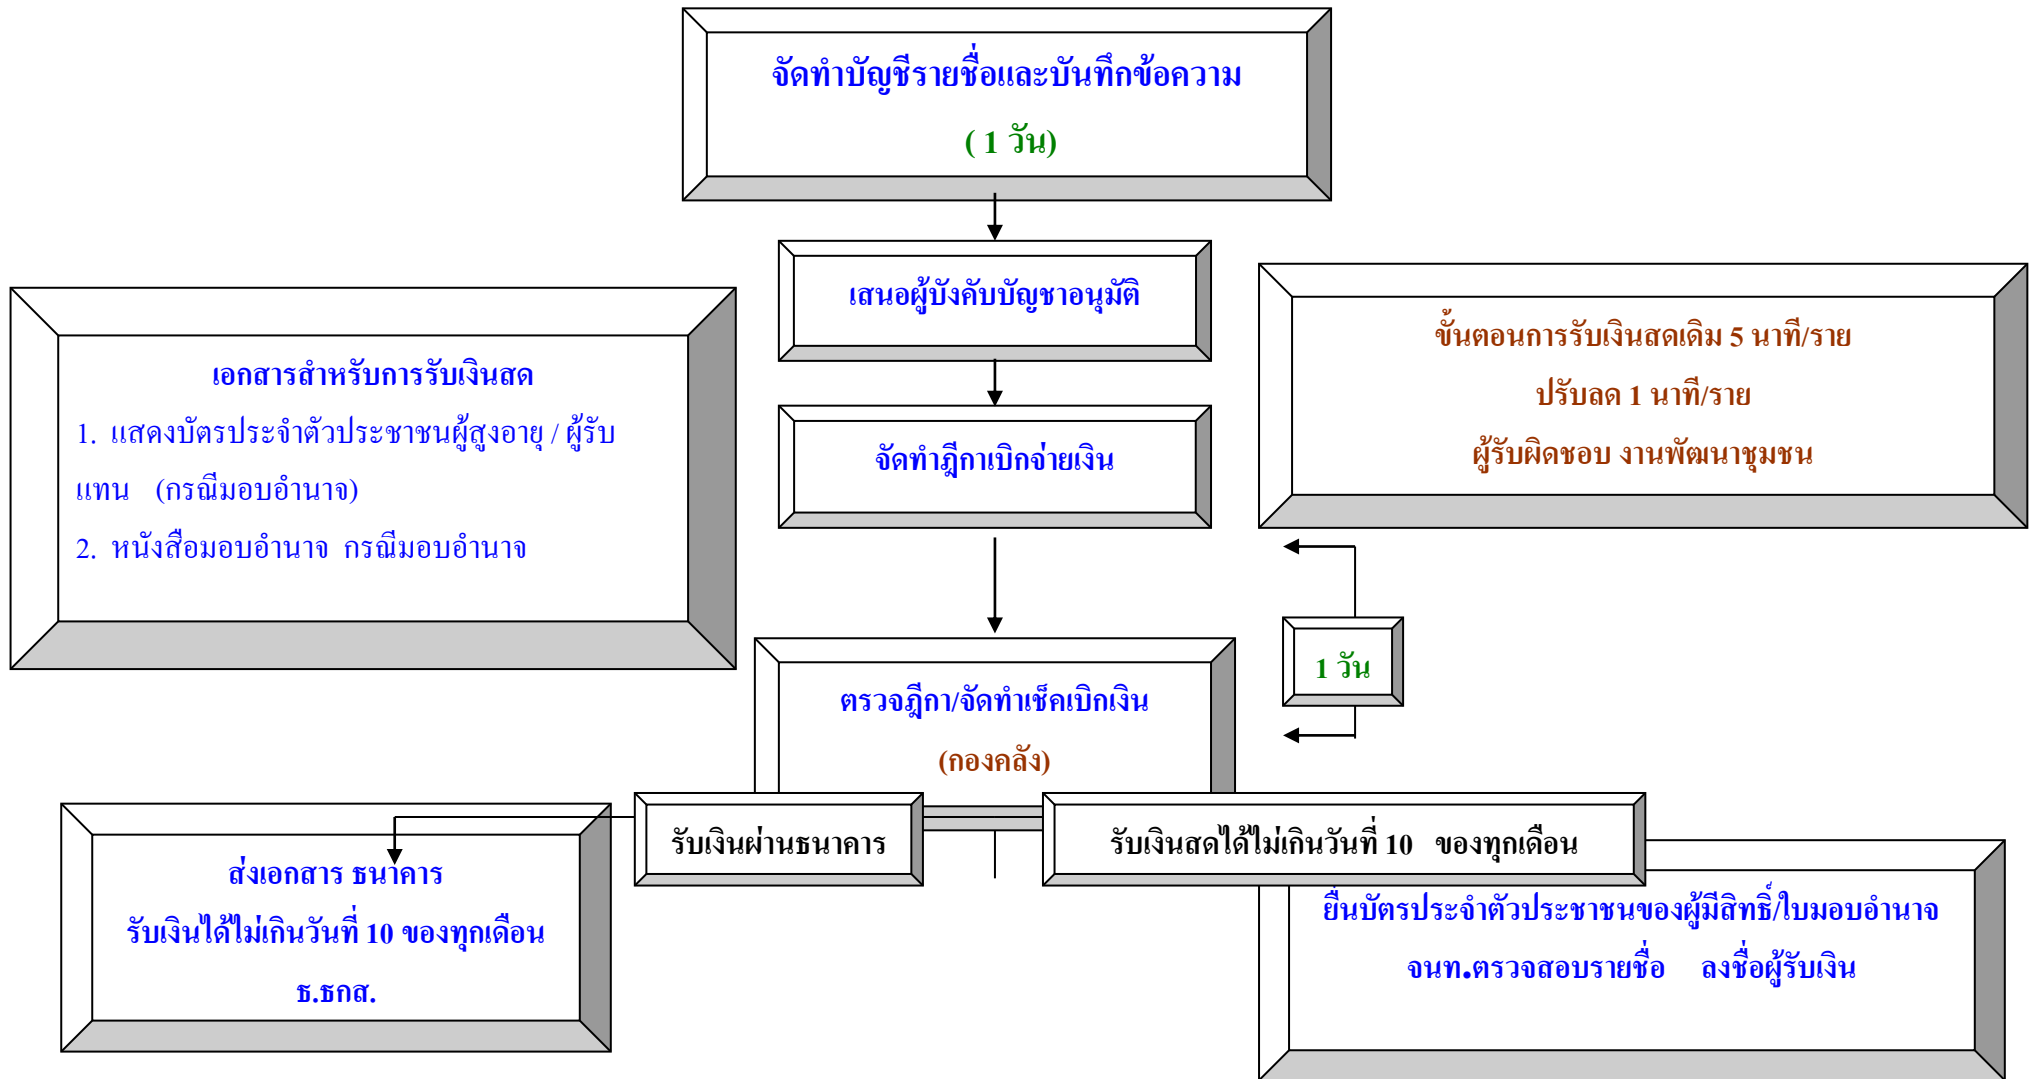 จัดทำบัญชีรายชื่อและบันทึกข้อความ
( 1 วัน)
เสนอผู้บังคับบัญชาอนุมัติ
เอกสารสำหรับการรับเงินสด
1. แสดงบัตรประจำตัวประชาชนผู้สูงอายุ / ผู้รับ
แทน (กรณีมอบอำนาจ)
2. หนังสือมอบอำนาจ กรณีมอบอำนาจ
ขั้นตอนการรับเงินสดเดิม 5 นาที/ราย
ปรับลด 1 นาที/ราย
ผู้รับผิดชอบ งานพัฒนาชุมชน
จัดทำฎีกาเบิกจ่ายเงิน
1 วัน
ตรวจฎีกา/จัดทำเช็คเบิกเงิน
(กองคลัง)
รับเงินผ่านธนาคาร
รับเงินสดได้ไม่เกินวันที่ 10 ของทุกเดือน
ส่งเอกสาร ธนาคาร
รับเงินได้ไม่เกินวันที่ 10 ของทุกเดือน
ธ.ธกส.
ยื่นบัตรประจำตัวประชาชนของผู้มีสิทธิ์/ใบมอบอำนาจ
จนท.ตรวจสอบรายชื่อ ลงชื่อผู้รับเงิน